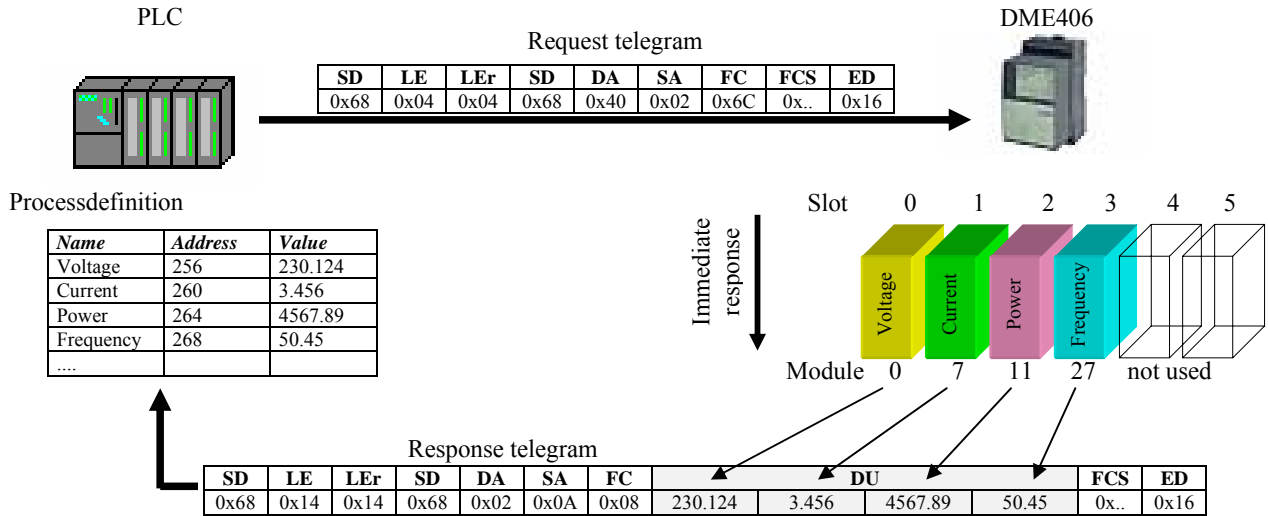 PLC
DME406
Request telegram
SD LE LEr SD DA SA FC FCS ED
0x68 0x04 0x04 0x68 0x40 0x02 0x6C 0x.. 0x16
Processdefinition
Name Address Value
Voltage 256 230.124
Current 260 3.456
Power 264 4567.89
Frequency 268 50.45
....
Immediate
response
Slot 0 1 2 3 4 5
Voltage
Current
Power
Frequency
Module 0 7 11 27 not used
Response telegram
SD LE LEr SD DA SA FC DU FCS ED
0x68 0x14 0x14 0x68 0x02 0x0A 0x08 230.124 3.456 4567.89 50.45 0x.. 0x16